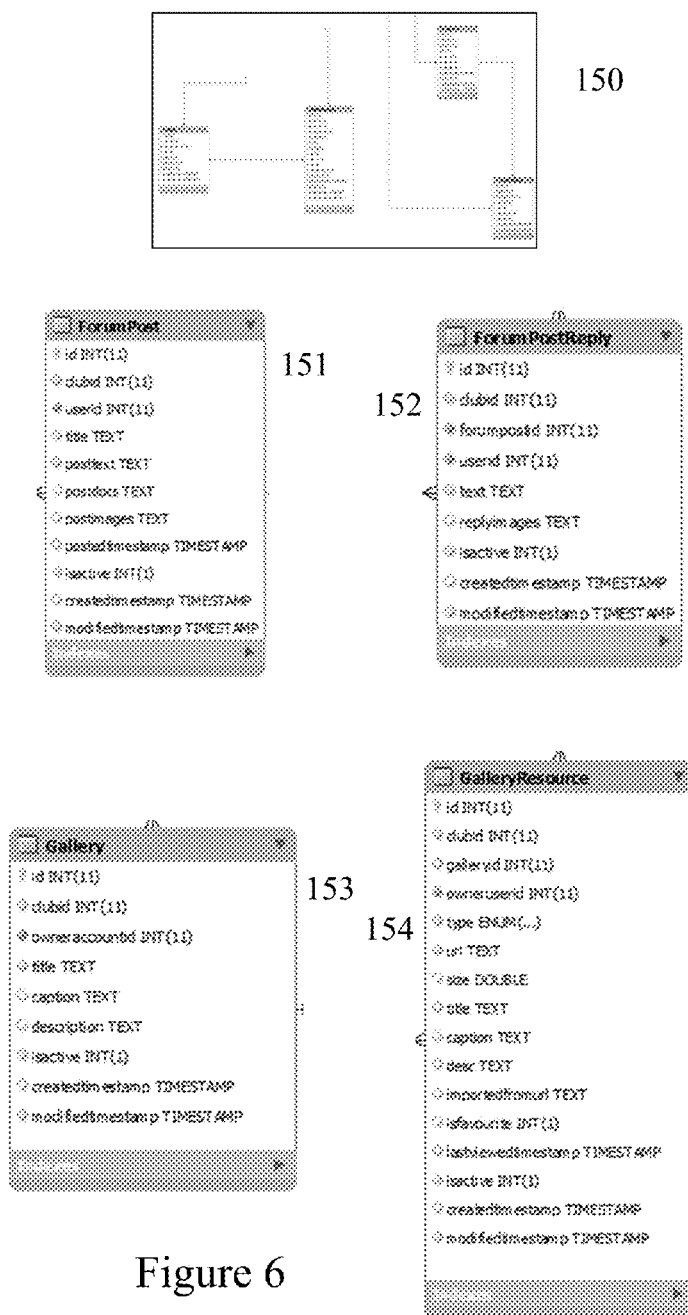 150
ForumPost
id INT(11)
clubid INT(11)
userid INT(11)
title TEXT
posttext TEXT
postdocs TEXT
postimages TEXT
postedtimestamp TIMESTAMP
isactive INT(1)
createdtimestamp TIMESTAMP
modifiedtimestamp TIMESTAMP
151
ForumPostReply
id INT(11)
clubid INT(11)
forumpostid INT(11)
userid INT(11)
text TEXT
replyimages TEXT
isactive INT(1)
createdtimestamp TIMESTAMP
modifiedtimestamp TIMESTAMP
152
Gallery
id INT(11)
clubid INT(11)
owneraccountid INT(11)
title TEXT
caption TEXT
description TEXT
isactive INT(1)
createdtimestamp TIMESTAMP
modifiedtimestamp TIMESTAMP
153
GalleryResource
id INT(11)
clubid INT(11)
galleryid INT(11)
owneruserid INT(11)
type ENUM(...)
url TEXT
size DOUBLE
title TEXT
caption TEXT
desc TEXT
importedfromurl TEXT
isfavourite INT(1)
lastviewedtimestamp TIMESTAMP
isactive INT(1)
createdtimestamp TIMESTAMP
modifiedtimestamp TIMESTAMP
154
Figure 6